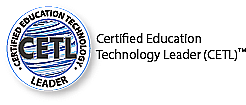 CERTIFIED EDUCATION TECHNOLOGY
CETL
LEADER
Certified Education
Technology Leader (CETL)™